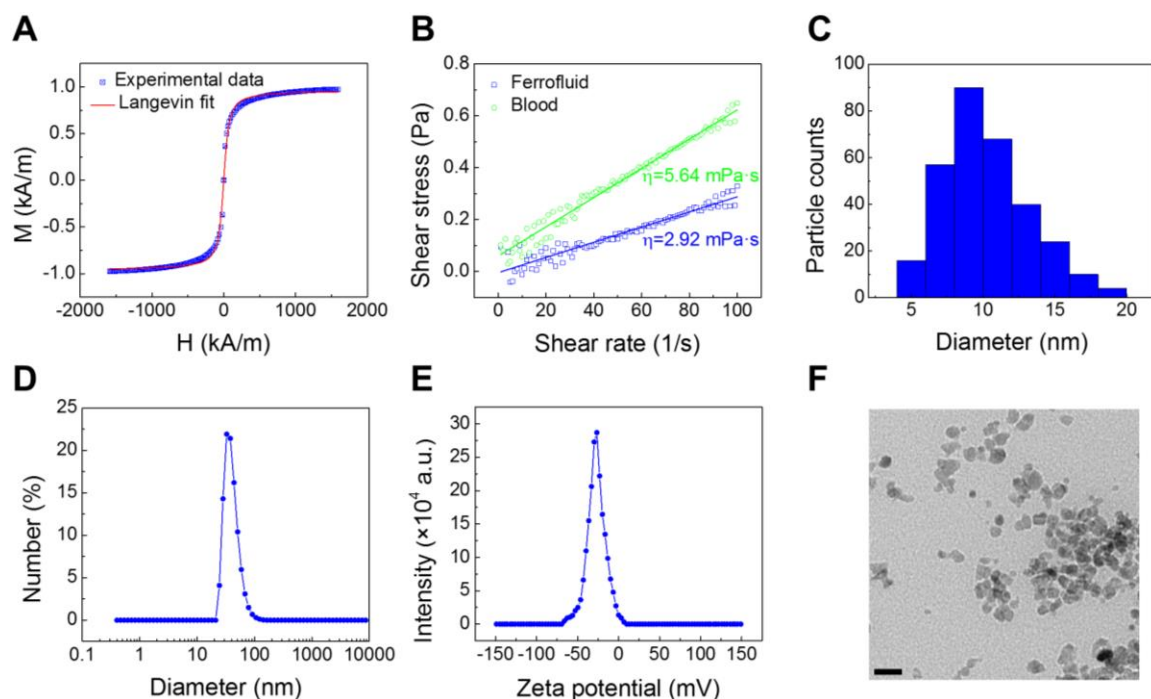 A
M (kA/m)
1.0
0.5
0.0
-0.5
-1.0
Experimental data
Langevin fit
-2000 -1000 0 1000 2000
H (kA/m)
B
Shear stress (Pa)
0.8
0.6
0.4
0.2
0.0
Ferrofluid
Blood
η=5.64 mPa·s
η=2.92 mPa·s
0 20 40 60 80 100
Shear rate (1/s)
C
Particle counts
100
80
60
40
20
0
5 10 15 20
Diameter (nm)
D
Number (%)
25
20
15
10
5
0
0.1 1 10 100 1000 10000
Diameter (nm)
E
Intensity (×10⁴ a.u.)
30
25
20
15
10
5
0
-150 -100 -50 0 50 100 150
Zeta potential (mV)
F